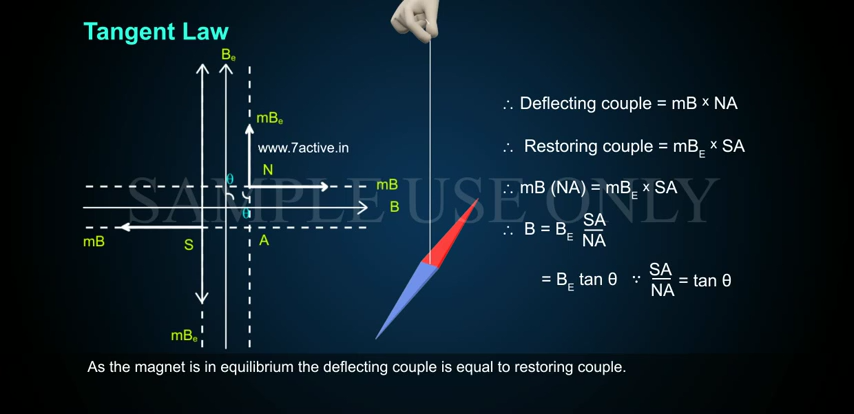 Tangent Law
Bₑ
mBₑ
www.7activе.in
θ
N
mB
B
θ
mB
S
A
mBₑ
∴ Deflecting couple = mB × NA
∴ Restoring couple = mB_E × SA
∴ mB (NA) = mB_E × SA
∴ B = B_E SA/NA
= B_E tan θ ∵ SA/NA = tan θ
SAMPLE USE ONLY
As the magnet is in equilibrium the deflecting couple is equal to restoring couple.